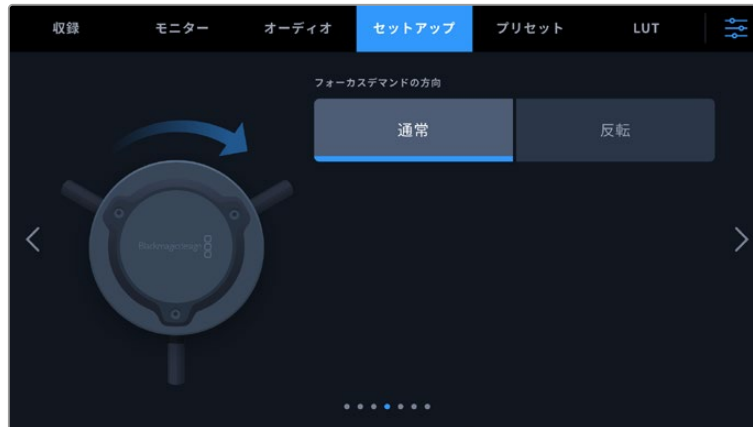 収録 モニター オーディオ セットアップ プリセット LUT
フォーカスデマンドの方向
通常 反転
Blackmagicdesign